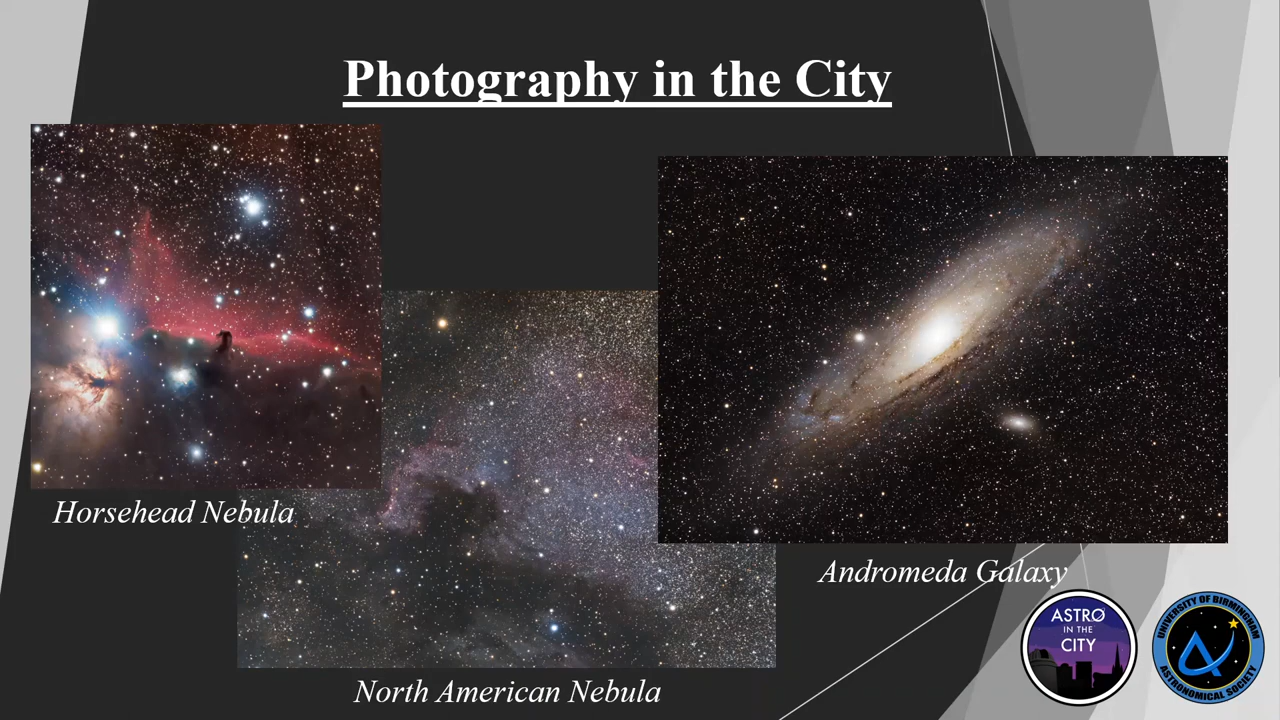 Photography in the City
Horsehead Nebula
Andromeda Galaxy
North American Nebula
ASTRO
IN THE
CITY
UNIVERSITY OF BIRMINGHAM
ASTRONOMICAL SOCIETY